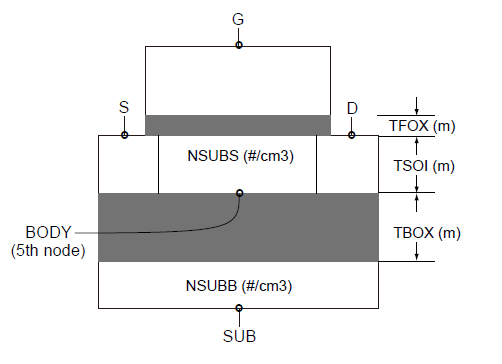 G
S
D
TFOX (m)
NSUBS (#/cm3)
TSOI (m)
BODY
(5th node)
TBOX (m)
NSUBB (#/cm3)
SUB